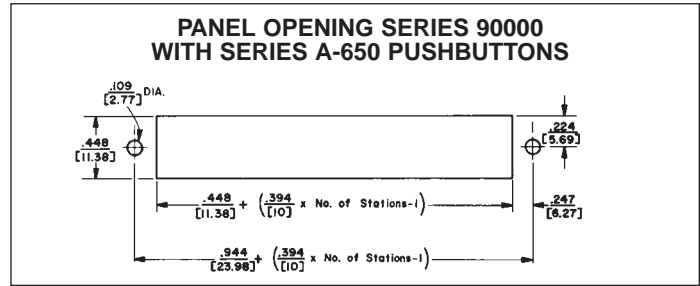 PANEL OPENING SERIES 90000
WITH SERIES A-650 PUSHBUTTONS
.109
[2.77] DIA.
.448
[11.38]
.224
[5.69]
.448
[11.38] + (.394
[10] x No. of Stations-1)
.247
[6.27]
.944
[23.98] + (.394
[10] x No. of Stations-1)